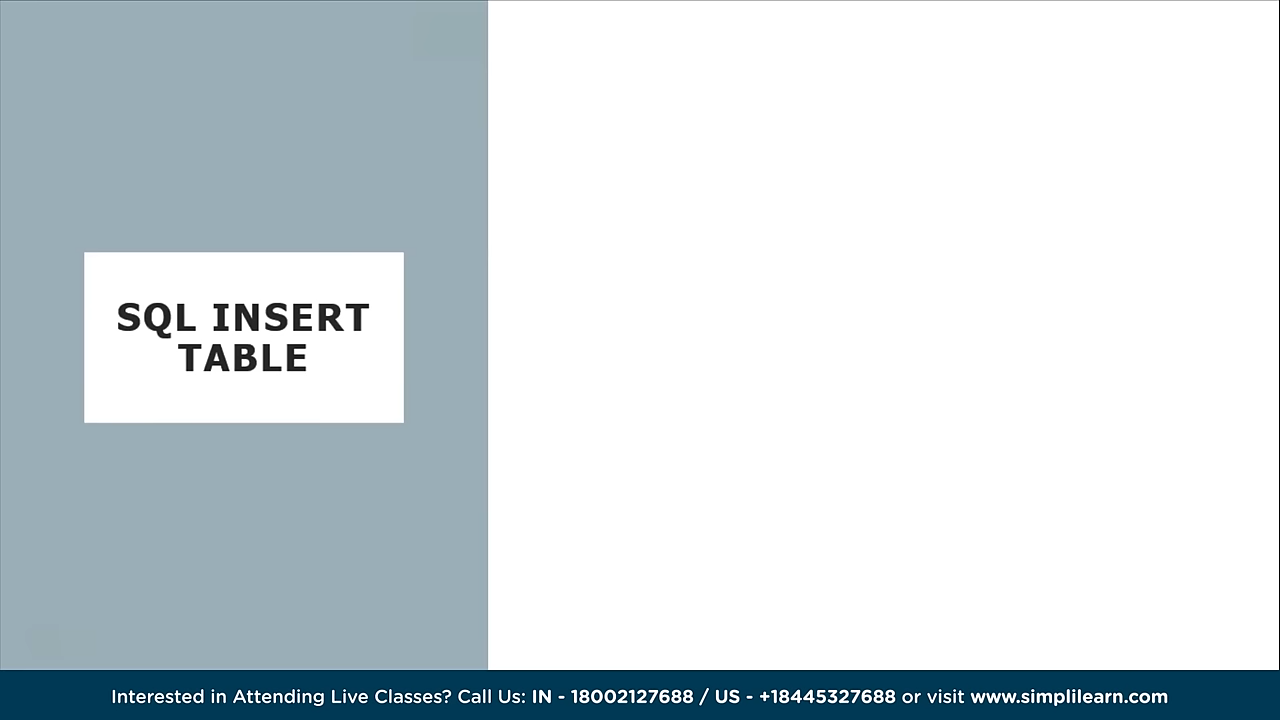 SQL INSERT
TABLE
Interested in Attending Live Classes? Call Us: IN - 18002127688 / US - +18445327688 or visit www.simplilearn.com